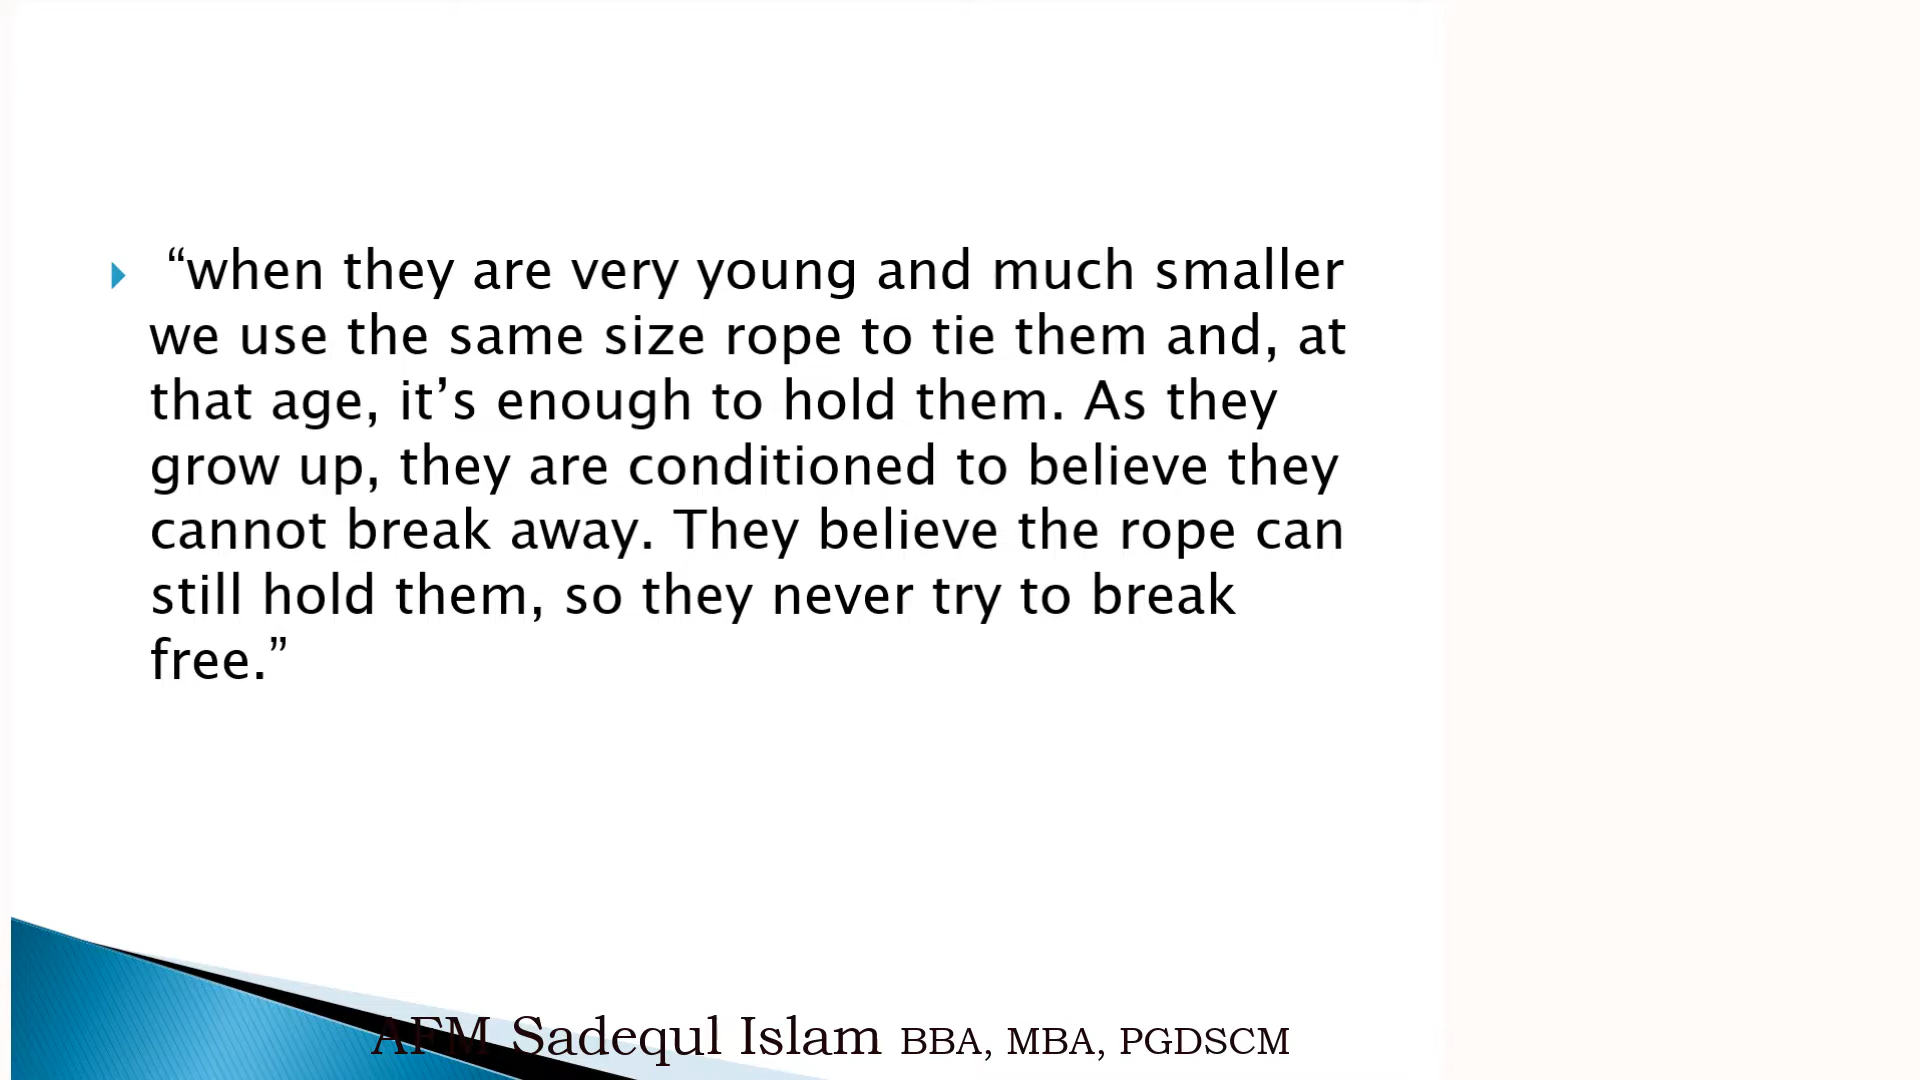 “when they are very young and much smaller
we use the same size rope to tie them and, at
that age, it’s enough to hold them. As they
grow up, they are conditioned to believe they
cannot break away. They believe the rope can
still hold them, so they never try to break
free.”
AFM Sadequl Islam BBA, MBA, PGDSCM